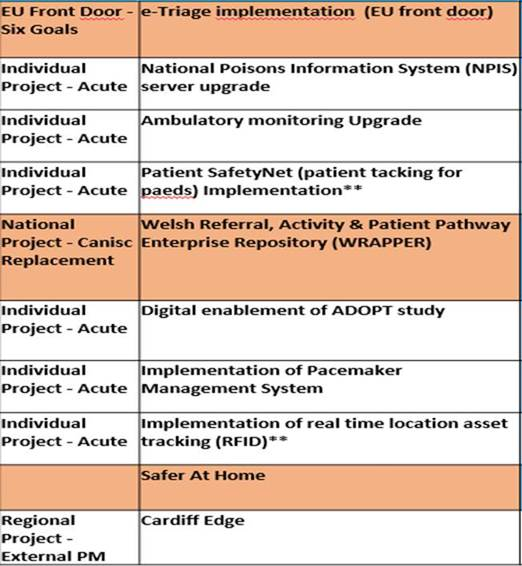 EU Front Door - e-Triage implementation (EU front door)
Six Goals
Individual National Poisons Information System (NPIS)
Project - Acute server upgrade
Individual Ambulatory monitoring Upgrade
Project - Acute
Individual Patient SafetyNet (patient tacking for
Project - Acute paeds) Implementation**
National Welsh Referral, Activity & Patient Pathway
Project - Canisc Enterprise Repository (WRAPPER)
Replacement
Individual Digital enablement of ADOPT study
Project - Acute
Individual Implementation of Pacemaker
Project - Acute Management System
Individual Implementation of real time location asset
Project - Acute tracking (RFID)**
Safer At Home
Regional Cardiff Edge
Project -
External PM